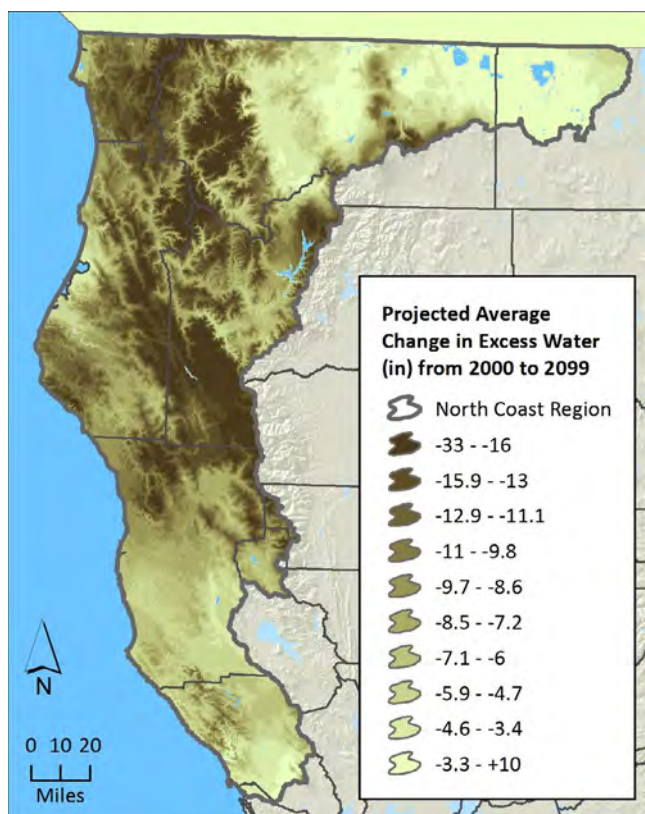 Projected Average
Change in Excess Water
(in) from 2000 to 2099
North Coast Region
-33 - -16
-15.9 - -13
-12.9 - -11.1
-11 - -9.8
-9.7 - -8.6
-8.5 - -7.2
-7.1 - -6
-5.9 - -4.7
-4.6 - -3.4
-3.3 - +10
N
0 10 20
Miles